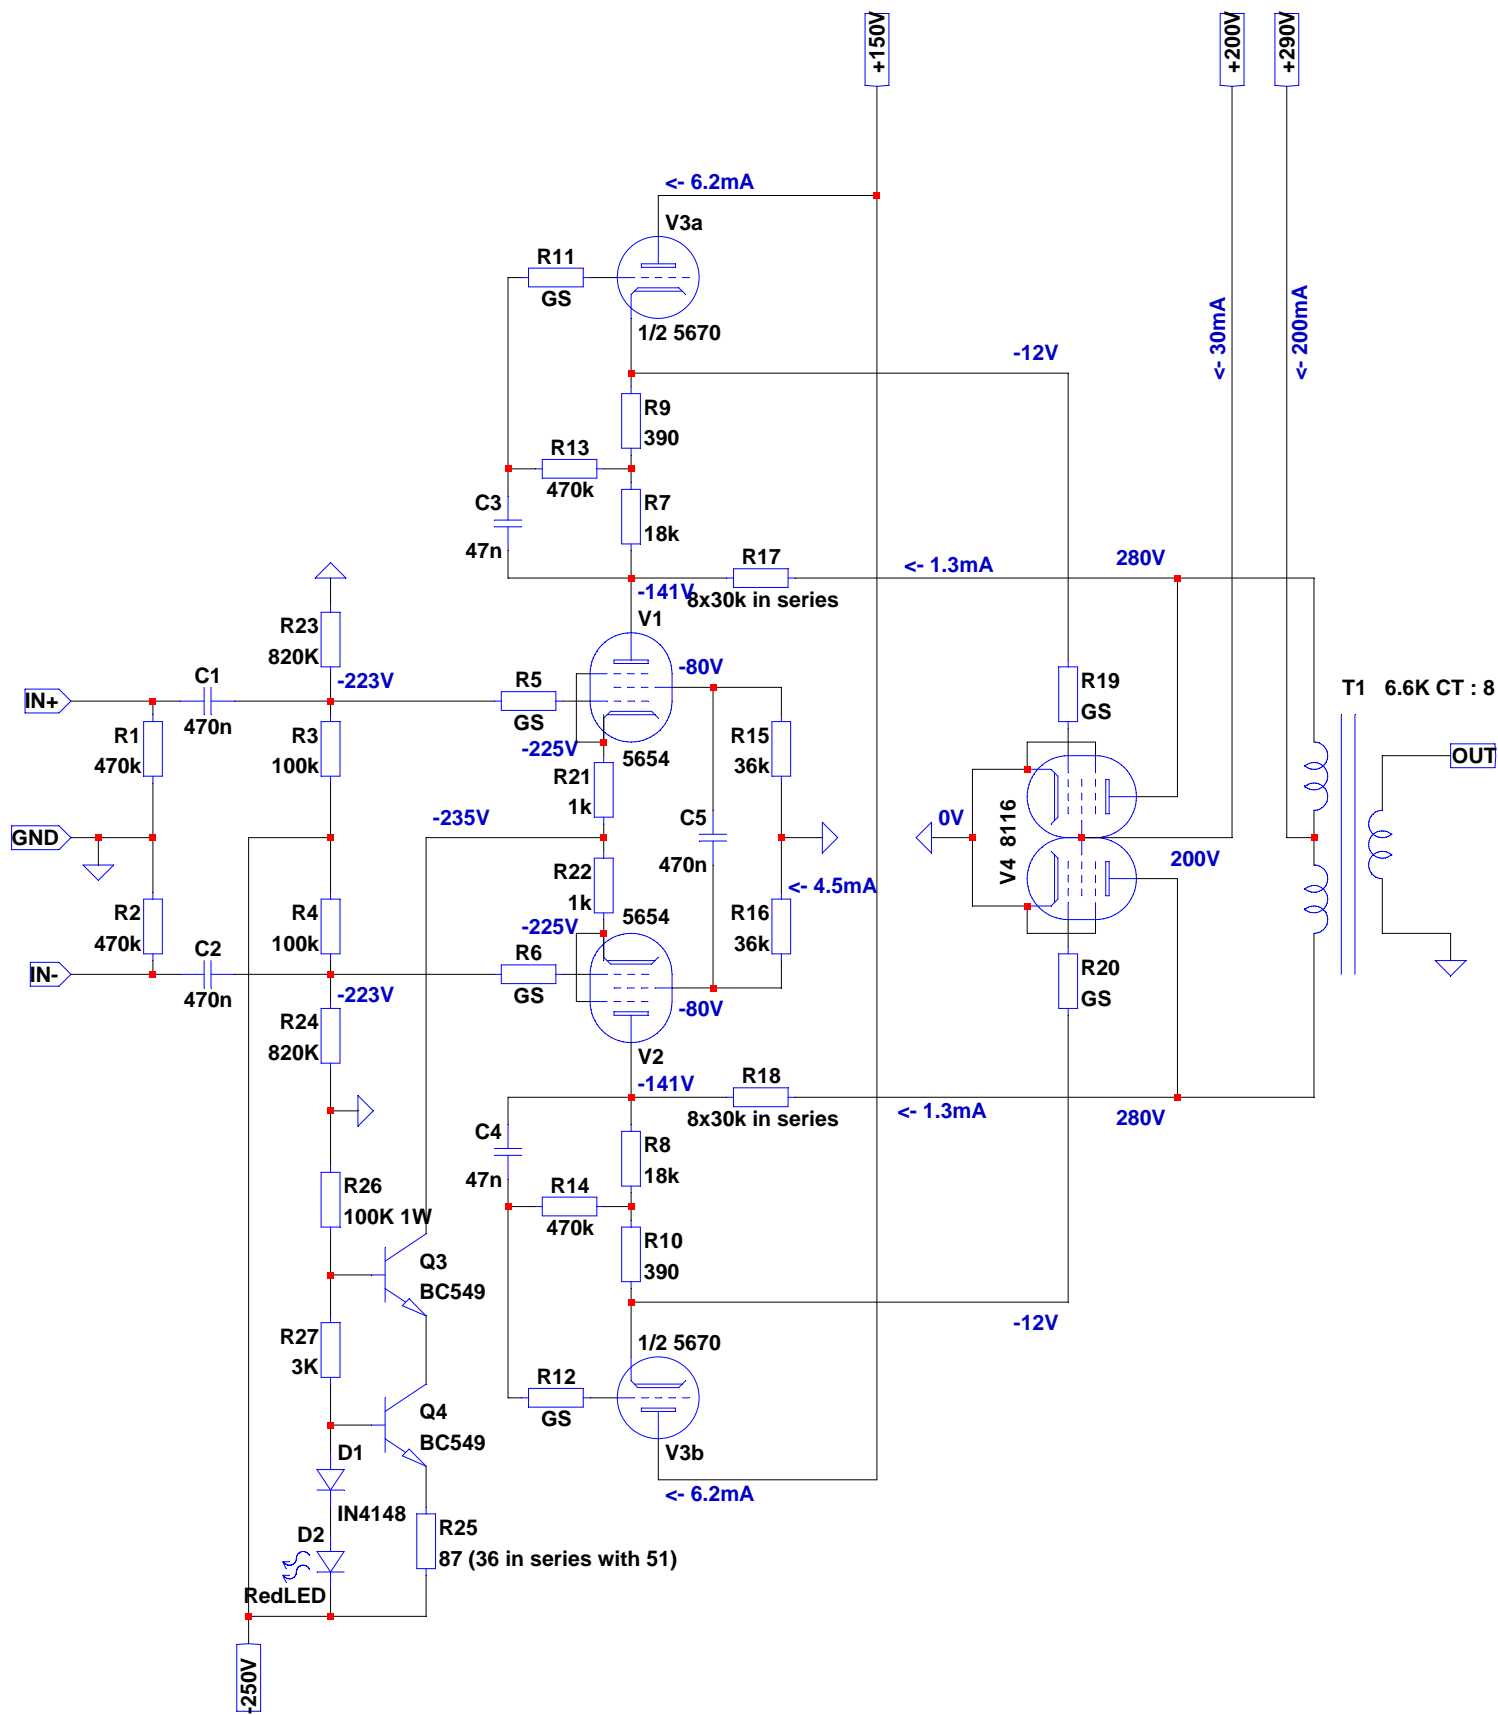 +150V
+200V
+290V
<- 6.2mA
V3a
R11
GS
1/2 5670
<- 30mA
<- 200mA
-12V
R9
390
R13
470k
C3
47n
R7
18k
R17
<- 1.3mA
280V
8x30k in series
-141V
V1
R23
820K
-80V
C1
-223V
R5
R19
GS
T1 6.6K CT : 8
IN+
470n
GS
R1
470k
R3
100k
-225V
5654
R15
36k
OUT
R21
1k
-235V
C5
0V
V4 8116
GND
470n
200V
R22
1k
<- 4.5mA
R2
470k
R4
100k
5654
R16
36k
-225V
C2
R6
R20
GS
IN-
470n
GS
-223V
-80V
R24
820K
V2
R18
-141V
<- 1.3mA
280V
8x30k in series
C4
R8
18k
47n
R14
470k
R26
100K 1W
R10
390
Q3
BC549
-12V
R27
3K
1/2 5670
R12
GS
Q4
BC549
D1
V3b
<- 6.2mA
IN4148
D2
R25
87 (36 in series with 51)
RedLED
-250V